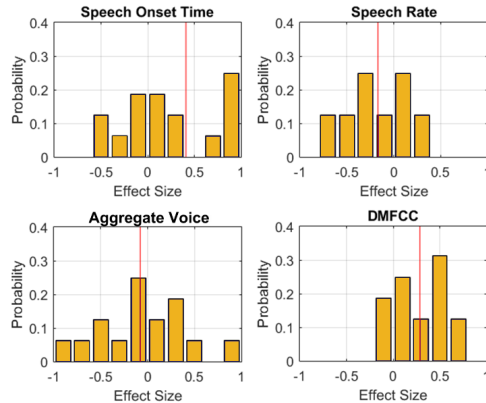 Speech Onset Time
0.4
0.3
0.2
0.1
0
Probability
-1 -0.5 0 0.5 1
Effect Size
Speech Rate
0.4
0.3
0.2
0.1
0
Probability
-1 -0.5 0 0.5 1
Effect Size
Aggregate Voice
0.4
0.3
0.2
0.1
0
Probability
-1 -0.5 0 0.5 1
Effect Size
DMFCC
0.4
0.3
0.2
0.1
0
Probability
-1 -0.5 0 0.5 1
Effect Size